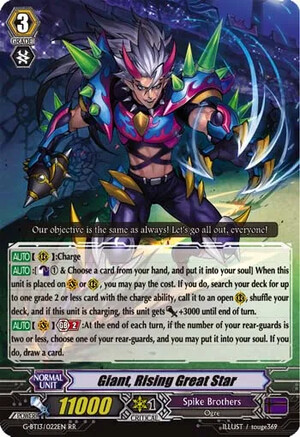 3
GRADE
Our objective is the same as always! Let's go all out, everyone!
AUTO :Charge
AUTO [ 1 & Choose a card from your hand, and put it into your soul] When this
unit is placed on or , you may pay the cost. If you do, search your deck for up
to one grade 2 or less card with the charge ability, call it to an open , shuffle your
deck, and if this unit is charging, this unit gets +3000 until end of turn.
AUTO GB 2 :At the end of each turn, if the number of your rear-guards is
two or less, choose one of your rear-guards, and you may put it into your soul. If you
do, draw a card.
NORMAL UNIT
Giant, Rising Great Star
POWER 11000
1
CRITICAL
Spike Brothers
Ogre
G-BT13/022EN RR
ILLUST / touge369